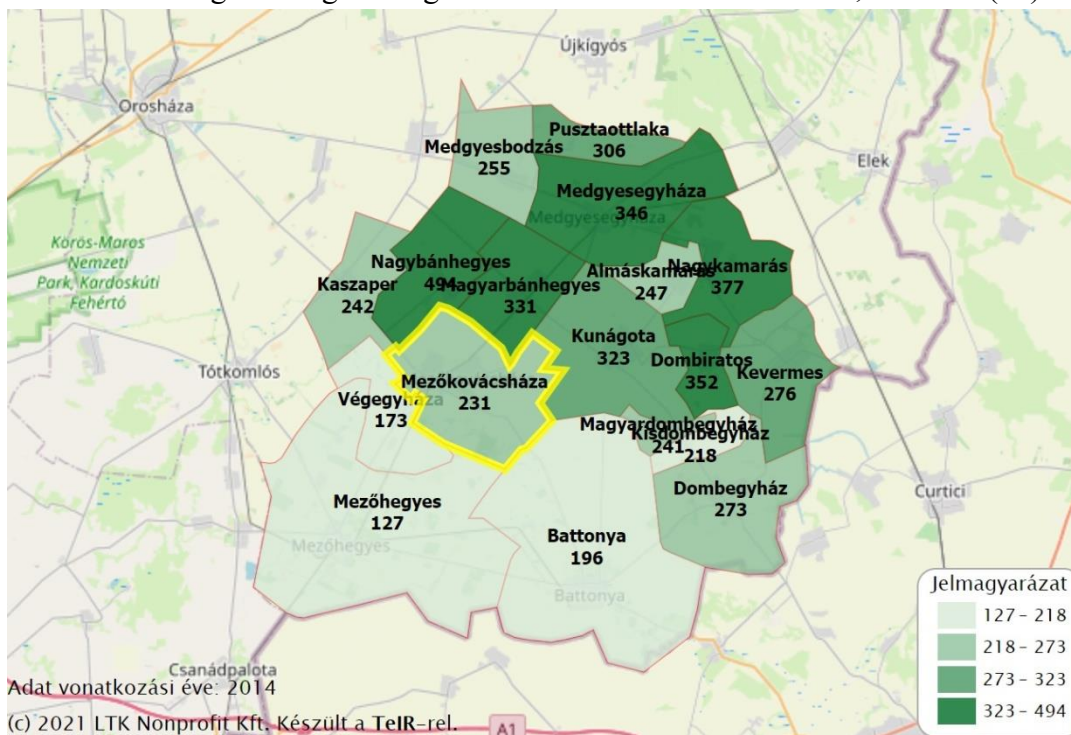 Újkígyós
Orosháza
Pusztaottlaka
306
Medgyesbodzás
255
Elek
Medgyesegyháza
346
Medgyesegyháza
Körös-Maros
Nemzeti
Park, Kardoskúti
Fehértó
Nagybánhegyes
494
Almáskamarás
247
Nagykamarás
377
Kaszaper
242
Magyarbánhegyes
331
Kunágota
323
Dombiratos
352
Kevermes
276
Tótkomlós
Mezőkovácsháza
231
Végegyháza
173
Magyardombegyház
241
Kisdombegyház
218
Dombegyház
273
Curtici
Mezőhegyes
127
Mezőhegyes
Battonya
196
Battonya
Jelmagyarázat
127 – 218
218 – 273
273 – 323
323 – 494
Csanádpalota
Adat vonatkozási éve: 2014
(c) 2021 LTK Nonprofit Kft. Készült a TeIR-rel.
A1